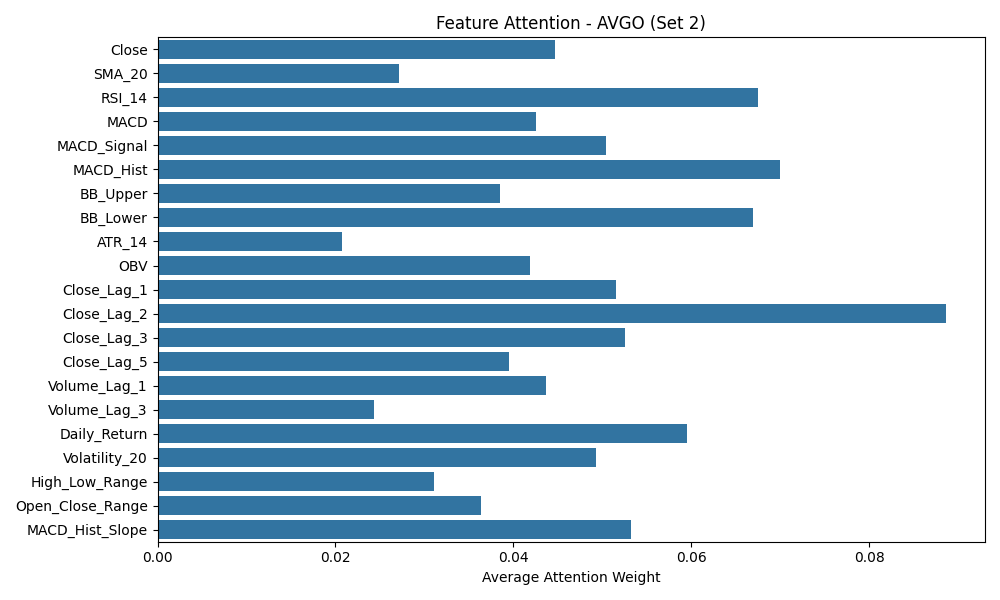 Feature Attention - AVGO (Set 2)
Close
SMA_20
RSI_14
MACD
MACD_Signal
MACD_Hist
BB_Upper
BB_Lower
ATR_14
OBV
Close_Lag_1
Close_Lag_2
Close_Lag_3
Close_Lag_5
Volume_Lag_1
Volume_Lag_3
Daily_Return
Volatility_20
High_Low_Range
Open_Close_Range
MACD_Hist_Slope
0.00 0.02 0.04 0.06 0.08
Average Attention Weight